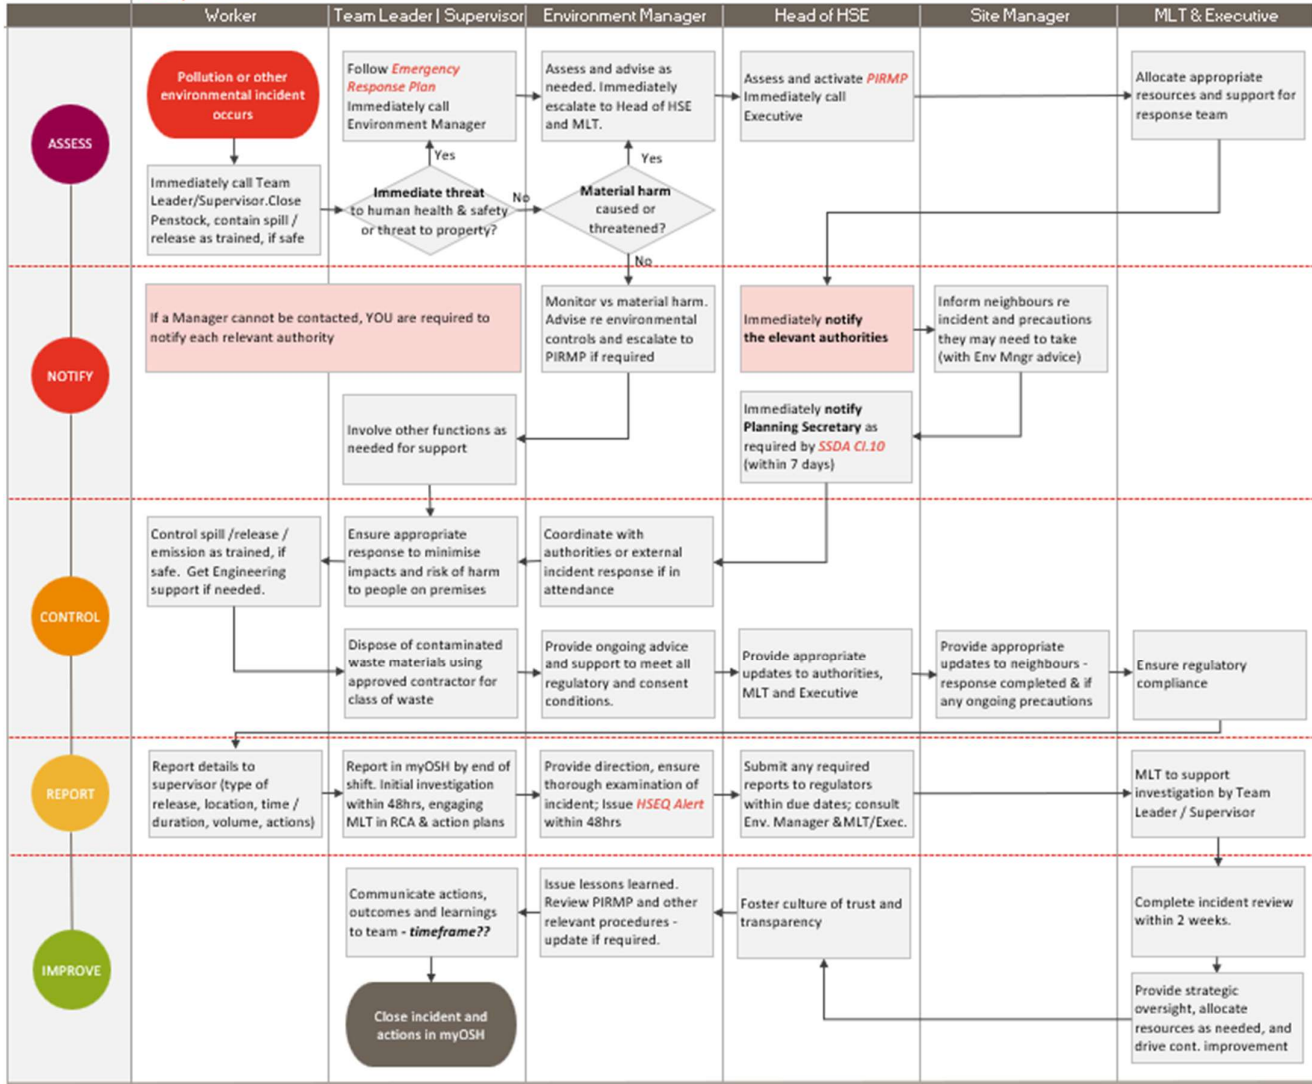 Worker
Team Leader | Supervisor
Environment Manager
Head of HSE
Site Manager
MLT & Executive
ASSESS
Pollution or other
environmental incident
occurs
Follow Emergency
Response Plan
Immediately call
Environment Manager
Assess and advise as
needed. Immediately
escalate to Head of HSE
and MLT.
Assess and activate PIRMP
Immediately call
Executive
Allocate appropriate
resources and support for
response team
Yes
Yes
Immediately call Team
Leader/Supervisor.Close
Penstock, contain spill /
release as trained, if safe
Immediate threat
to human health & safety
or threat to property?
No
Material harm
caused or
threatened?
No
NOTIFY
If a Manager cannot be contacted, YOU are required to
notify each relevant authority
Monitor vs material harm.
Advise re environmental
controls and escalate to
PIRMP if required
Immediately notify
the elevant authorities
Inform neighbours re
incident and precautions
they may need to take
(with Env Mngr advice)
Involve other functions as
needed for support
Immediately notify
Planning Secretary as
required by SSDA Cl.10
(within 7 days)
CONTROL
Control spill /release /
emission as trained, if
safe. Get Engineering
support if needed.
Ensure appropriate
response to minimise
impacts and risk of harm
to people on premises
Coordinate with
authorities or external
incident response if in
attendance
Dispose of contaminated
waste materials using
approved contractor for
class of waste
Provide ongoing advice
and support to meet all
regulatory and consent
conditions.
Provide appropriate
updates to authorities,
MLT and Executive
Provide appropriate
updates to neighbours -
response completed & if
any ongoing precautions
Ensure regulatory
compliance
REPORT
Report details to
supervisor (type of
release, location, time /
duration, volume, actions)
Report in myOSH by end of
shift. Initial investigation
within 48hrs, engaging
MLT in RCA & action plans
Provide direction, ensure
thorough examination of
incident; Issue HSEQ Alert
within 48hrs
Submit any required
reports to regulators
within due dates; consult
Env. Manager &MLT/Exec.
MLT to support
investigation by Team
Leader / Supervisor
IMPROVE
Communicate actions,
outcomes and learnings
to team - timeframe??
Issue lessons learned.
Review PIRMP and other
relevant procedures -
update if required.
Foster culture of trust and
transparency
Complete incident review
within 2 weeks.
Close incident and
actions in myOSH
Provide strategic
oversight, allocate
resources as needed, and
drive cont. improvement